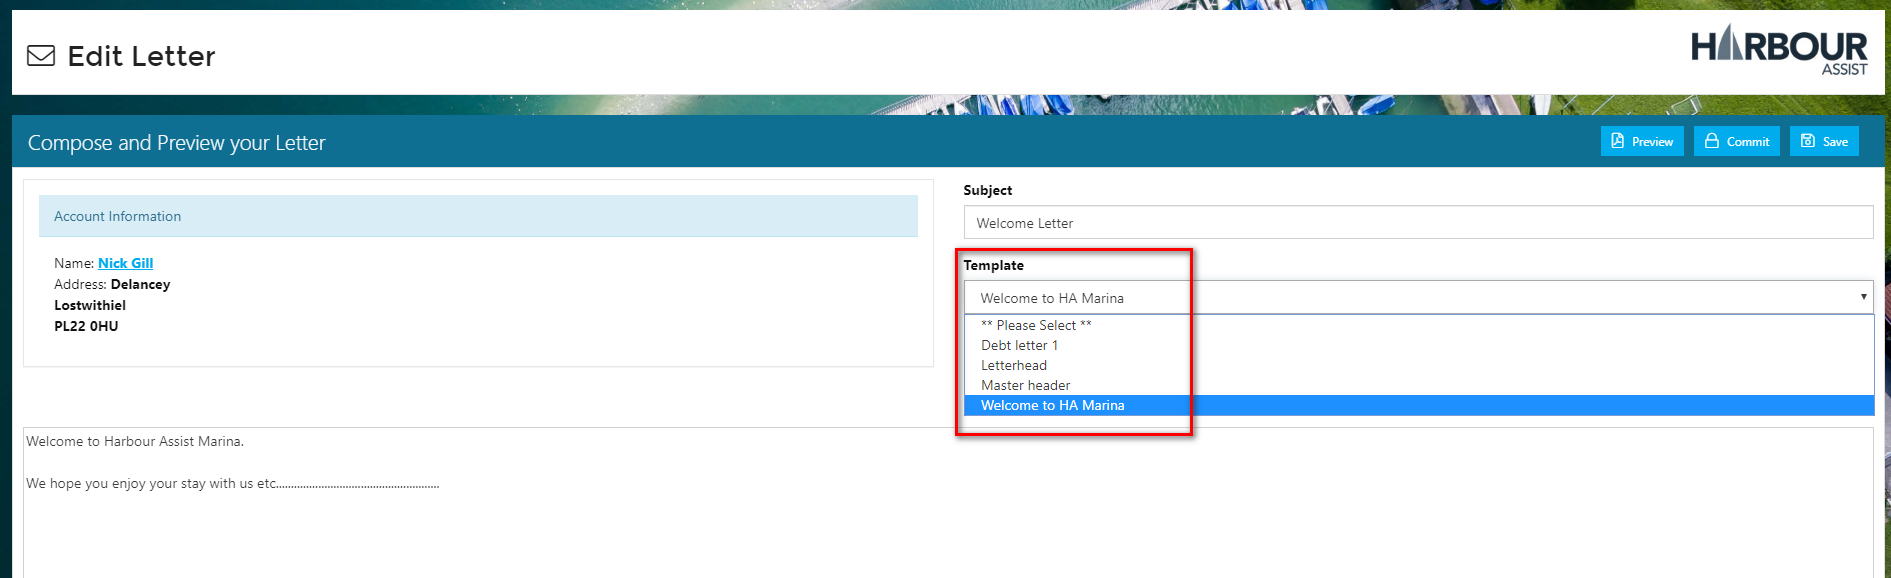 Edit Letter
HARBOUR
ASSIST
Compose and Preview your Letter
Preview
Commit
Save
Account Information
Name: Nick Gill
Address: Delancey
Lostwithiel
PL22 0HU
Subject
Welcome Letter
Template
Welcome to HA Marina
** Please Select **
Debt letter 1
Letterhead
Master header
Welcome to HA Marina
Welcome to Harbour Assist Marina.
We hope you enjoy your stay with us etc......................................................